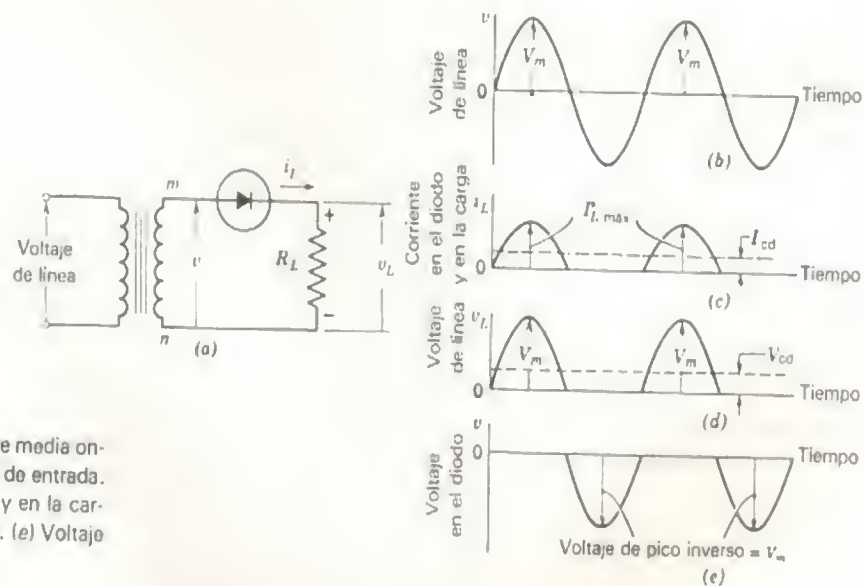 m
i_l
+
Voltaje
de línea
v
R_L
v_L
−
n
(a)
v
Voltaje
de línea
V_m
V_m
0
Tiempo
(b)
Corriente
en el diodo
y en la carga
i_L
I_cd
0
Tiempo
(c)
Voltaje
de línea
v_L
V_m
V_m
V_cd
0
Tiempo
(d)
Voltaje
en el diodo
v
0
Tiempo
Voltaje de pico inverso = V_m
(e)
e media on-
de entrada.
y en la car-
. (e) Voltaje